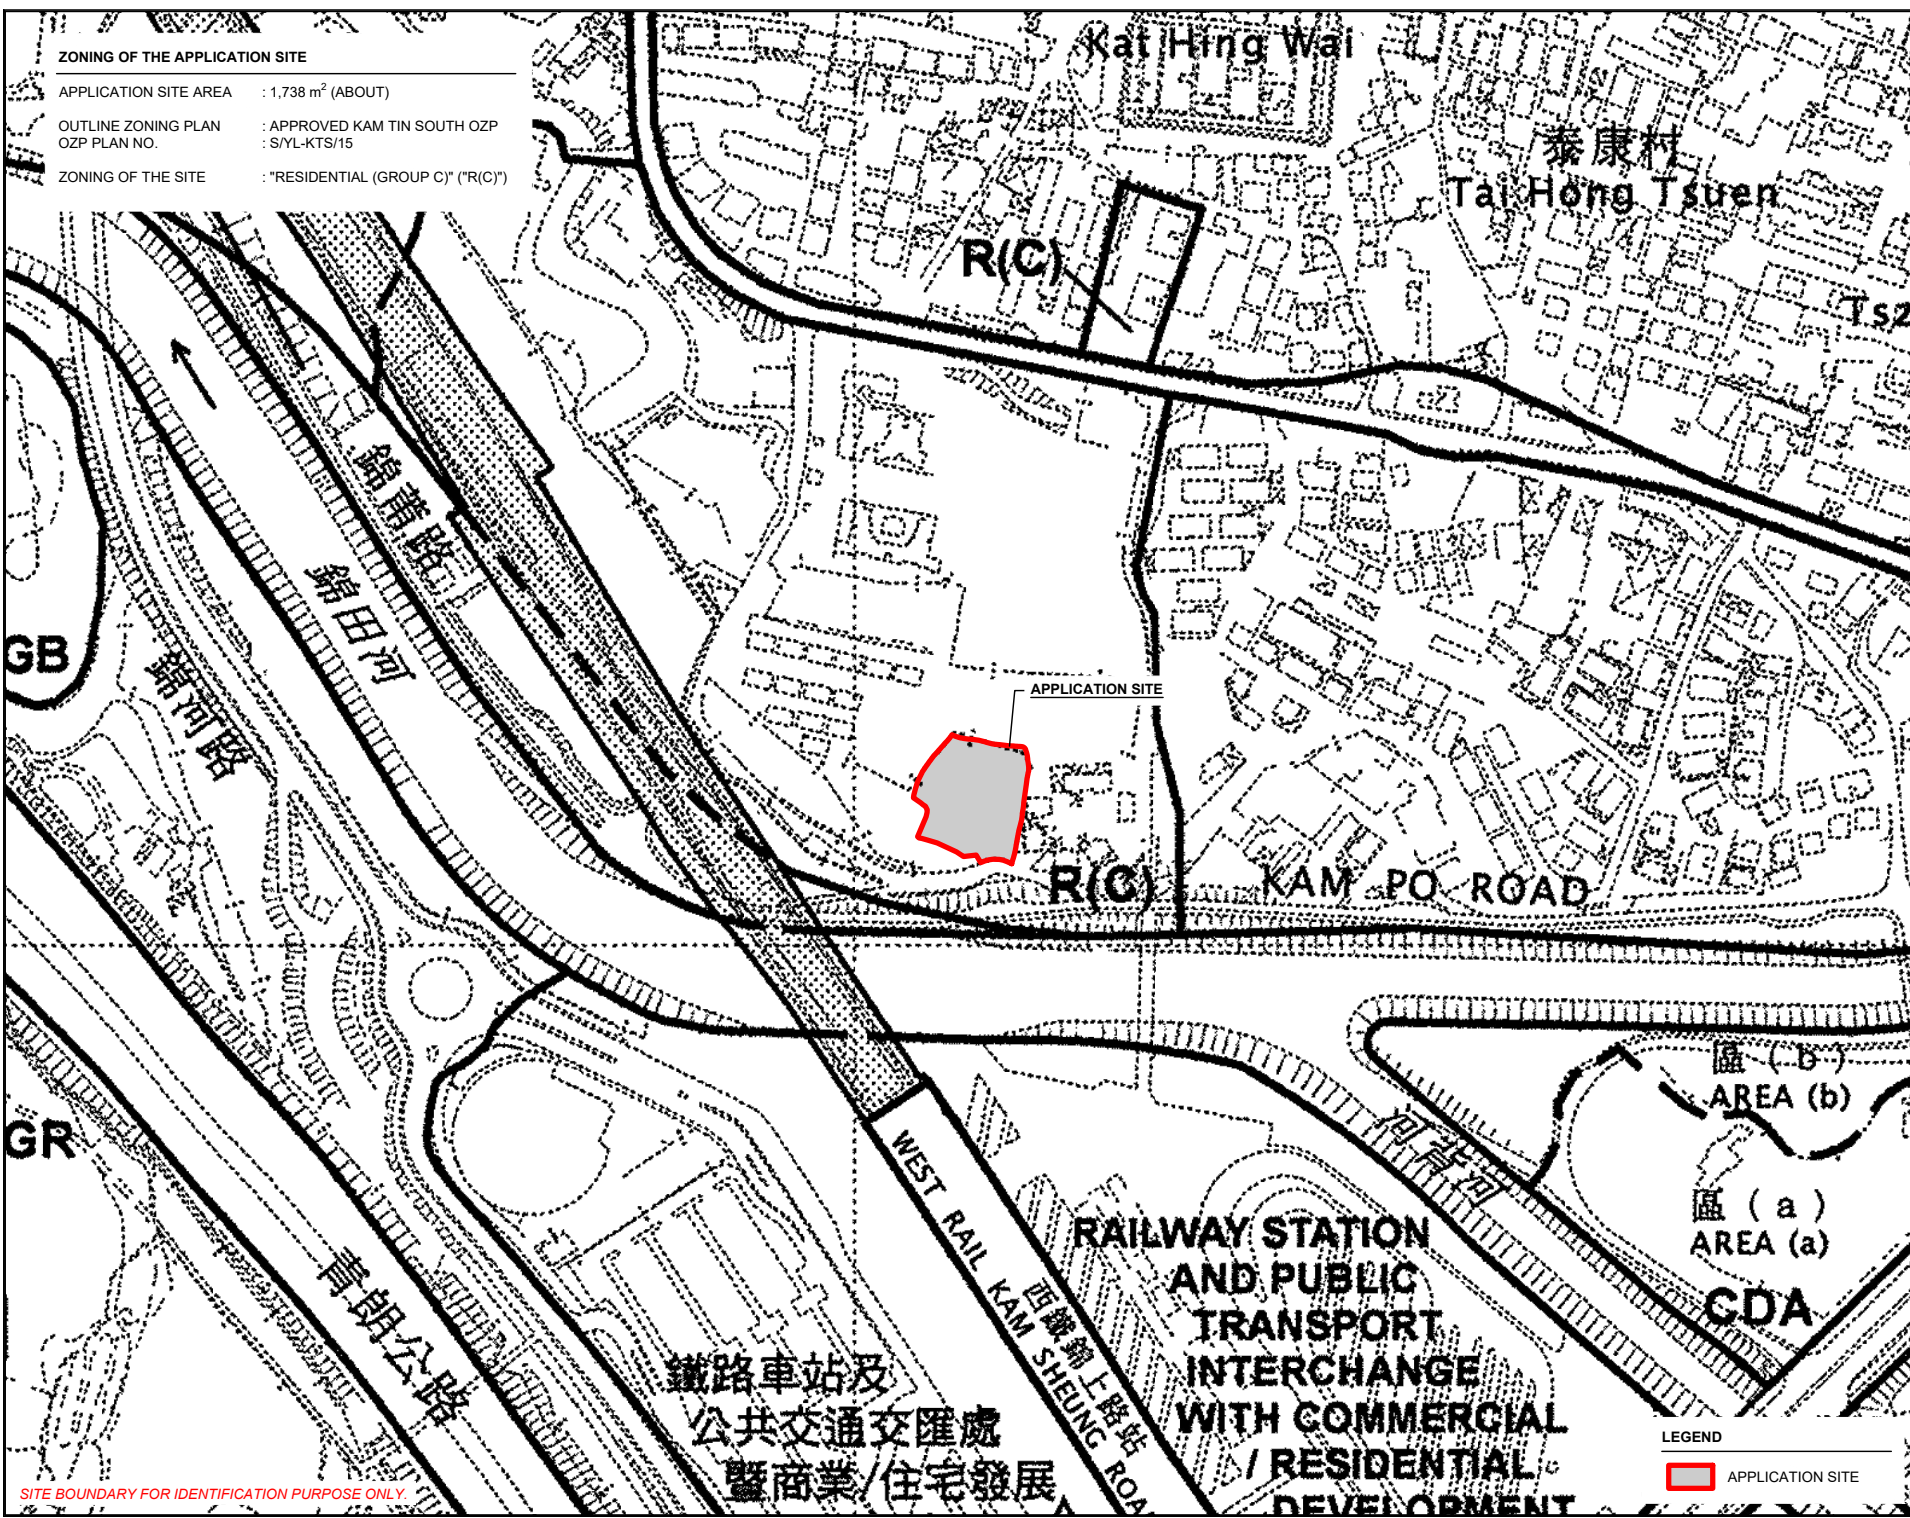 ZONING OF THE APPLICATION SITE
APPLICATION SITE AREA : 1,738 m² (ABOUT)
OUTLINE ZONING PLAN : APPROVED KAM TIN SOUTH OZP
OZP PLAN NO. : S/YL-KTS/15
ZONING OF THE SITE : "RESIDENTIAL (GROUP C)" ("R(C)")
Kat Hing Wai
泰康村
Tai Hong Tsuen
R(C)
Tsz
錦莆路
錦田河
GB
錦河路
APPLICATION SITE
R(C)
KAM PO ROAD
區 ( b )
AREA (b)
GR
河背河
區 ( a )
AREA (a)
CDA
WEST RAIL KAM SHEUNG ROA
西鐵錦上路站
RAILWAY STATION
AND PUBLIC
TRANSPORT
INTERCHANGE
WITH COMMERCIAL
/ RESIDENTIAL
DEVELOPMENT
青朗公路
鐵路車站及
公共交通交匯處
暨商業/住宅發展
LEGEND
APPLICATION SITE
SITE BOUNDARY FOR IDENTIFICATION PURPOSE ONLY.